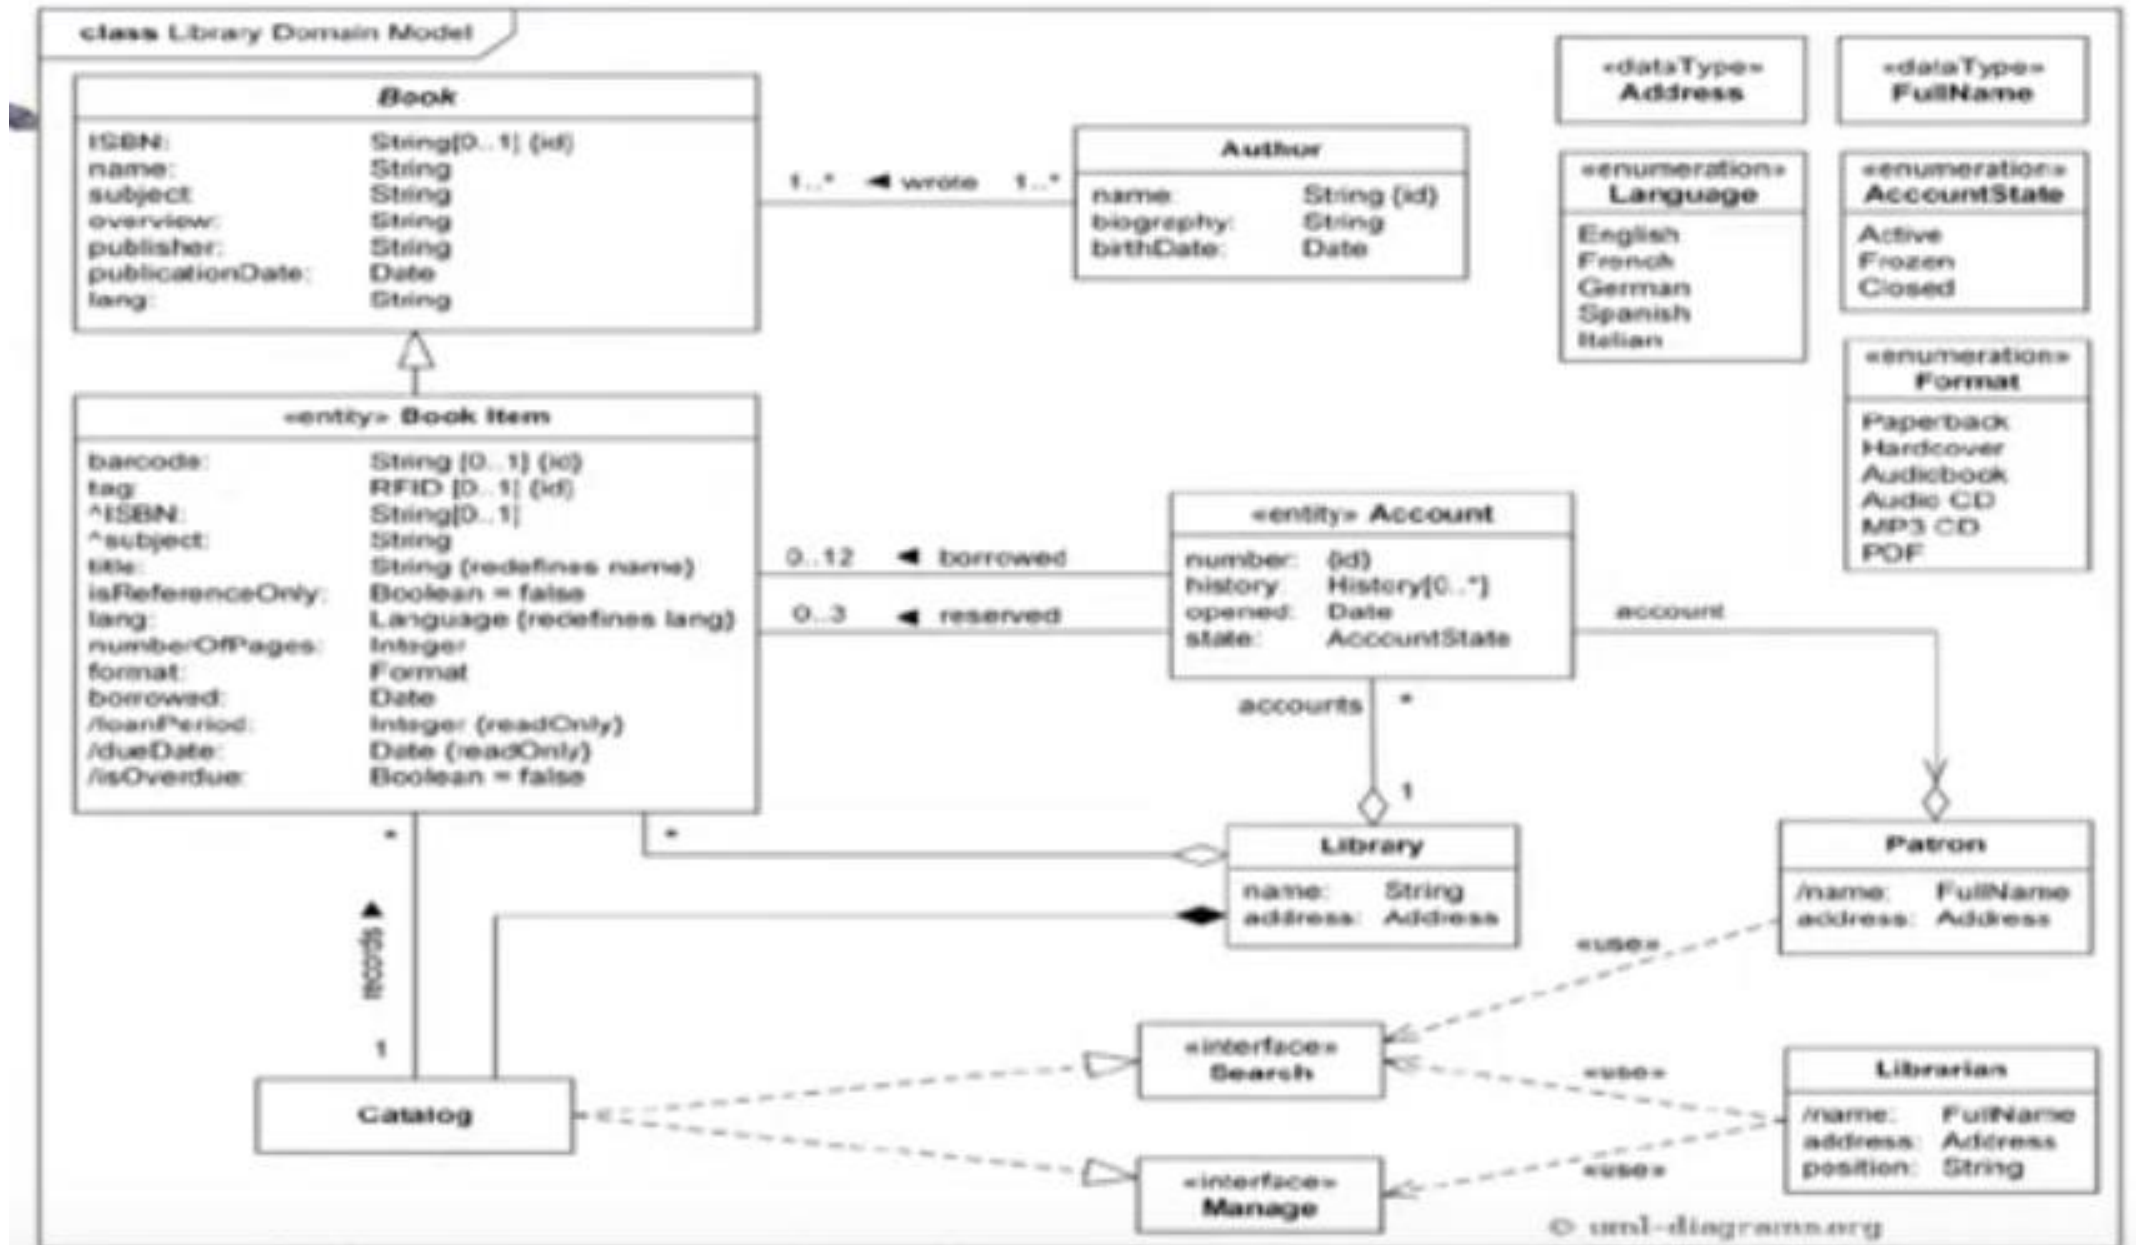 class Library Domain Model
Book
ISBN: String[0..1] {id}
name: String
subject: String
overview: String
publisher: String
publicationDate: Date
lang: String
1..* ◄ wrote 1..*
Author
name: String {id}
biography: String
birthDate: Date
«dataType»
Address
«dataType»
FullName
«enumeration»
Language
English
French
German
Spanish
Italian
«enumeration»
AccountState
Active
Frozen
Closed
«enumeration»
Format
Paperback
Hardcover
Audiobook
Audio CD
MP3 CD
PDF
«entity» Book Item
barcode: String [0..1] {id}
tag: RFID [0..1] {id}
^ISBN: String[0..1]
^subject: String
title: String {redefines name}
isReferenceOnly: Boolean = false
lang: Language {redefines lang}
numberOfPages: Integer
format: Format
borrowed: Date
/loanPeriod: Integer {readOnly}
/dueDate: Date {readOnly}
/isOverdue: Boolean = false
0..12 ◄ borrowed
0..3 ◄ reserved
«entity» Account
number: {id}
history: History[0..*]
opened: Date
state: AccountState
account
accounts *
1
*
*
records ►
1
Library
name: String
address: Address
Patron
/name: FullName
address: Address
«use»
«interface»
Search
«use»
Librarian
/name: FullName
address: Address
position: String
Catalog
«use»
«interface»
Manage
© uml-diagrams.org